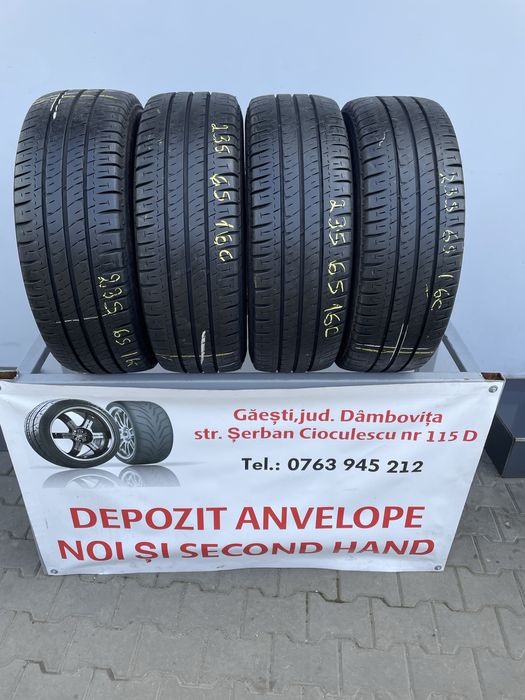 235 65 16
235 65 16C
235 65 16C
235 65 16C
Găești,jud. Dâmbovița
str. Șerban Cioculescu nr 115 D
Tel.: 0763 945 212
DEPOZIT ANVELOPE
NOI ȘI SECOND HAND